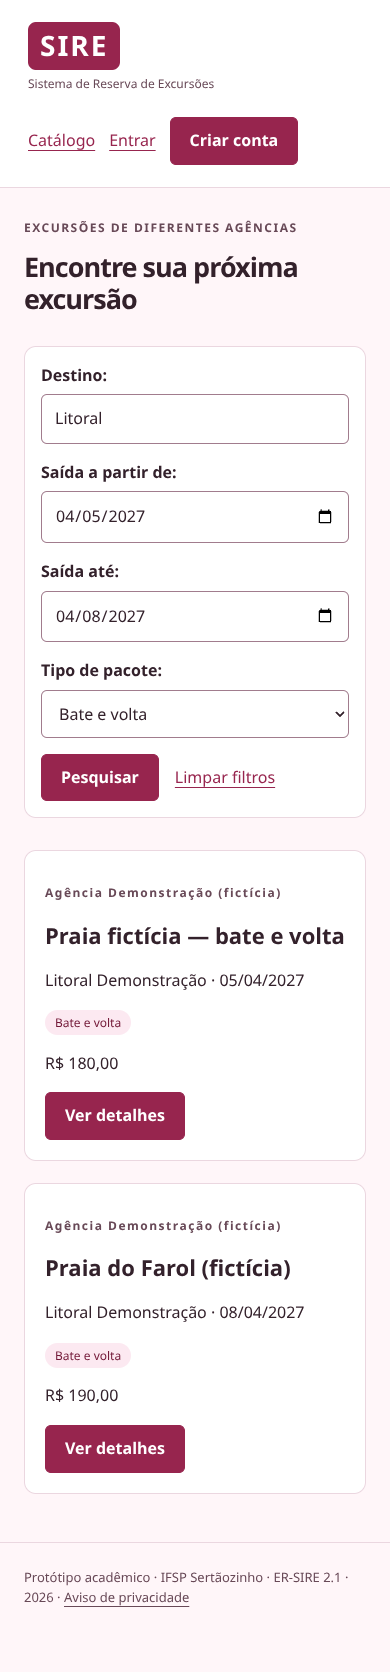 SIRE
Sistema de Reserva de Excursões
Catálogo Entrar Criar conta
EXCURSÕES DE DIFERENTES AGÊNCIAS
Encontre sua próxima
excursão
Destino:
Litoral
Saída a partir de:
04/05/2027
Saída até:
04/08/2027
Tipo de pacote:
Bate e volta
Pesquisar Limpar filtros
Agência Demonstração (fictícia)
Praia fictícia — bate e volta
Litoral Demonstração · 05/04/2027
Bate e volta
R$ 180,00
Ver detalhes
Agência Demonstração (fictícia)
Praia do Farol (fictícia)
Litoral Demonstração · 08/04/2027
Bate e volta
R$ 190,00
Ver detalhes
Protótipo acadêmico · IFSP Sertãozinho · ER-SIRE 2.1 ·
2026 · Aviso de privacidade